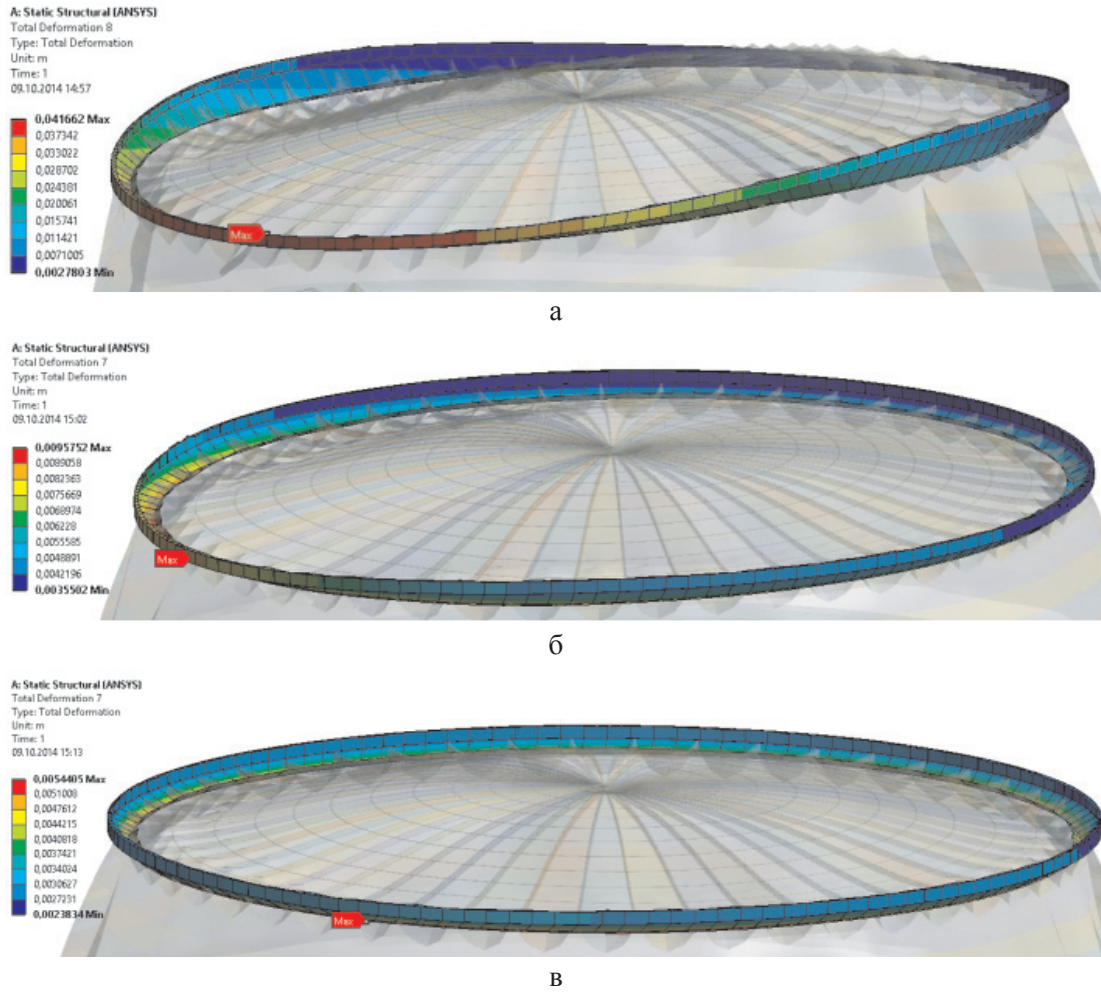 A: Static Structural (ANSYS)
Total Deformation 8
Type: Total Deformation
Unit: m
Time: 1
09.10.2014 14:57
0,041662 Max
0,037342
0,033022
0,028702
0,024381
0,020061
0,015741
0,011421
0,0071005
0,0027803 Min
Max
а
A: Static Structural (ANSYS)
Total Deformation 7
Type: Total Deformation
Unit: m
Time: 1
09.10.2014 15:02
0,0095752 Max
0,0089058
0,0082363
0,0075669
0,0068974
0,006228
0,0055585
0,0048891
0,0042196
0,0035502 Min
Max
б
A: Static Structural (ANSYS)
Total Deformation 7
Type: Total Deformation
Unit: m
Time: 1
09.10.2014 15:13
0,0054405 Max
0,0051008
0,0047612
0,0044215
0,0040818
0,0037421
0,0034024
0,0030627
0,0027231
0,0023834 Min
Max
в